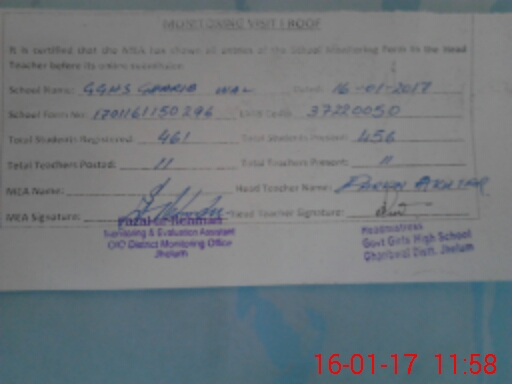 MONITORING VISIT PROOF
It is certified that the MEA has shown all entries of the School Monitoring Form to the Head
Teacher before its online submission.
School Name: GGHS GHARIB WAL Dated: 16-01-2017
School Form No: 1701161150296 EMIS Code: 37220050
Total Students Registered: 461 Total Students Present: 456
Total Teachers Posted: 11 Total Teachers Present: 11
MEA Name: Head Teacher Name:
MEA Signature: Head Teacher Signature:
Fazal ur Rehman
Monitoring & Evaluation Assistant
O/O District Monitoring Office
Jhelum
Headmistress
Govt Girls High School
Gharibwal Distt. Jhelum
16-01-17 11:58